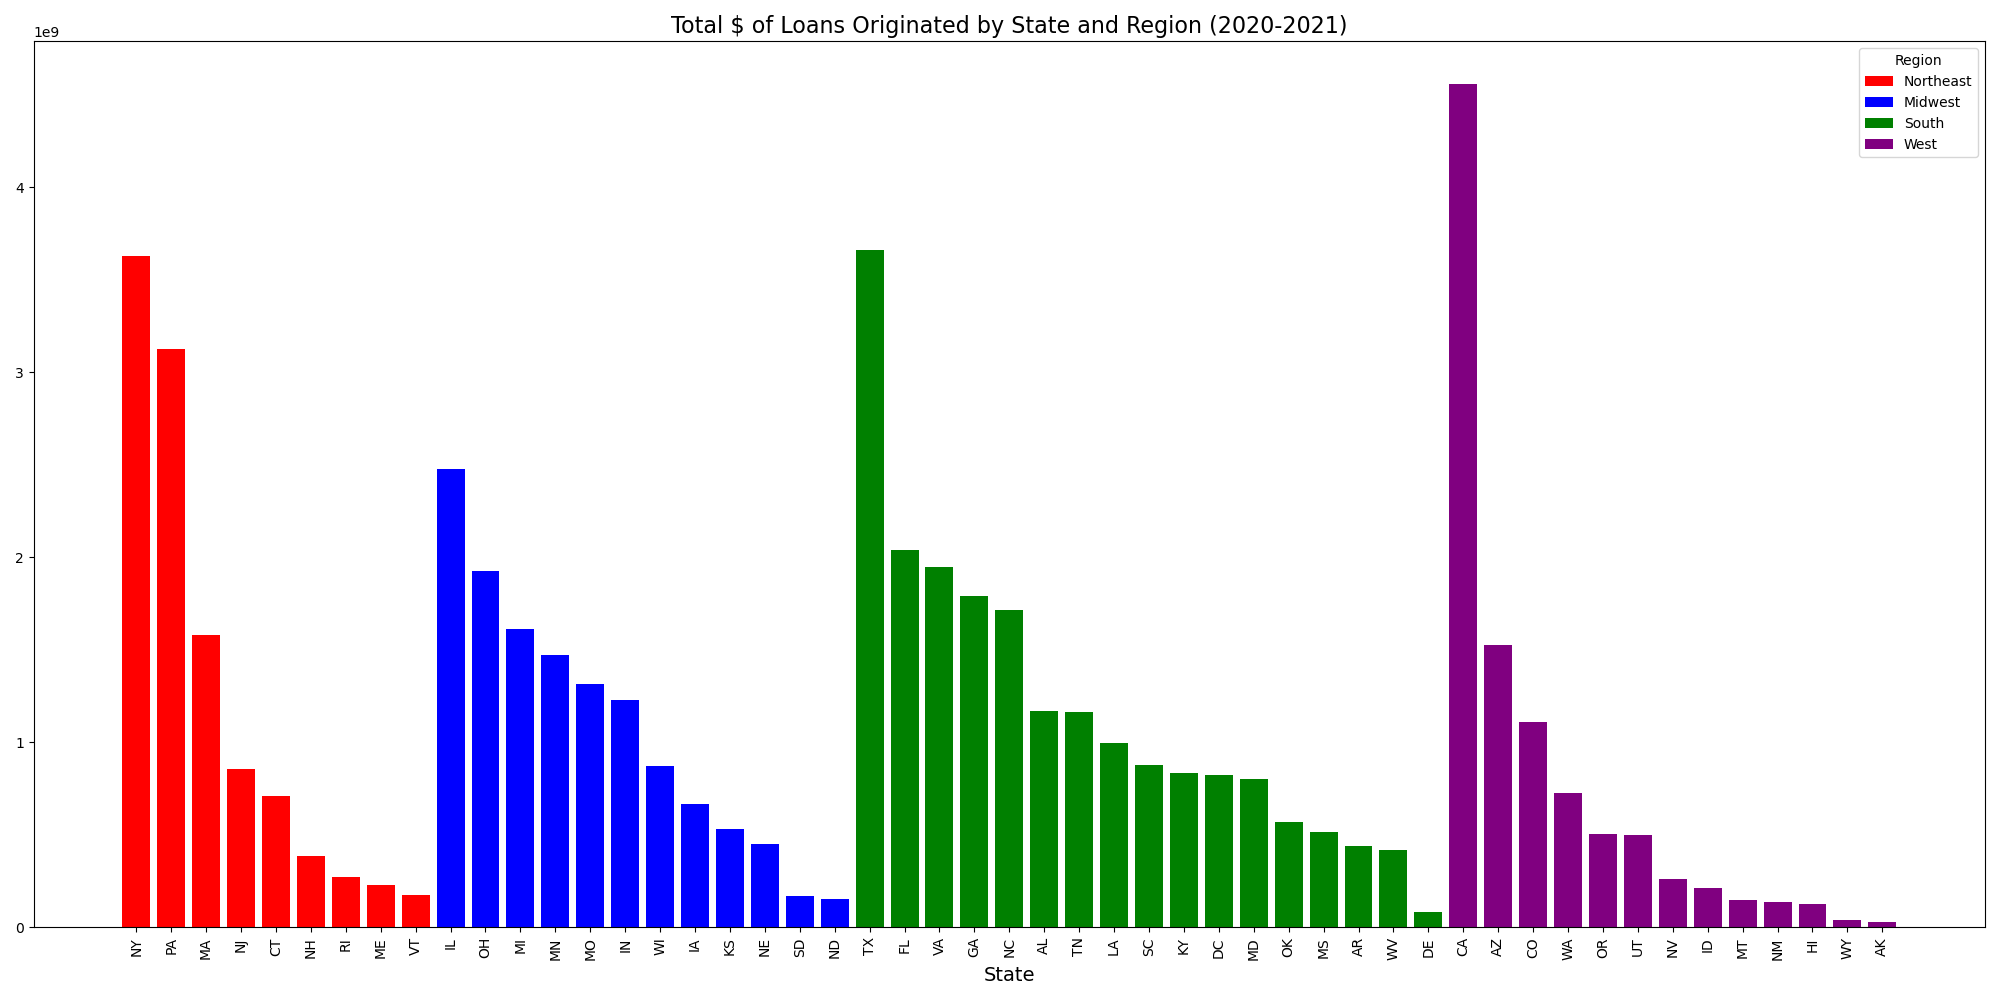 Total $ of Loans Originated by State and Region (2020-2021)
1e9
Region
Northeast
Midwest
South
West
4
3
2
1
0
NY PA MA NJ CT NH RI ME VT IL OH MI MN MO IN WI IA KS NE SD ND TX FL VA GA NC AL TN LA SC KY DC MD OK MS AR WV DE CA AZ CO WA OR UT NV ID MT NM HI WY AK
State